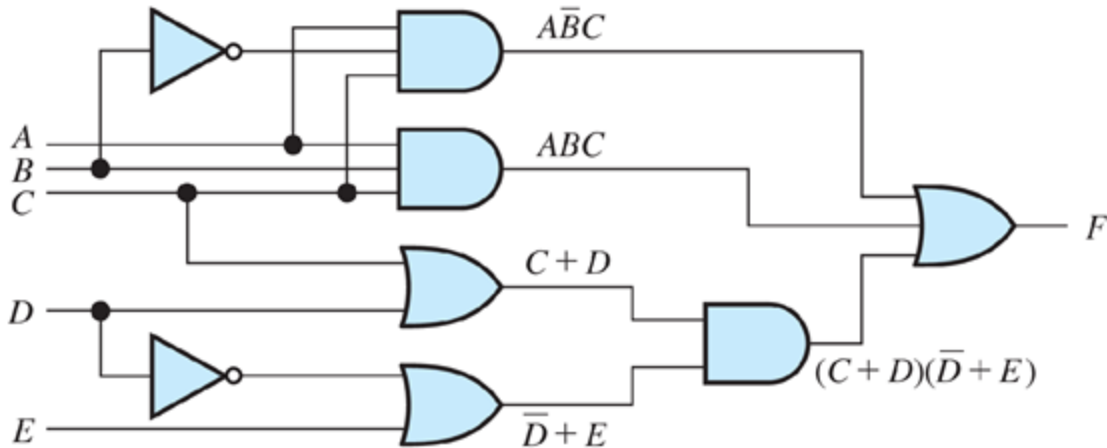 AB̄C
A
B
C
ABC
F
C + D
D
(C + D)(D̄ + E)
E
D̄ + E